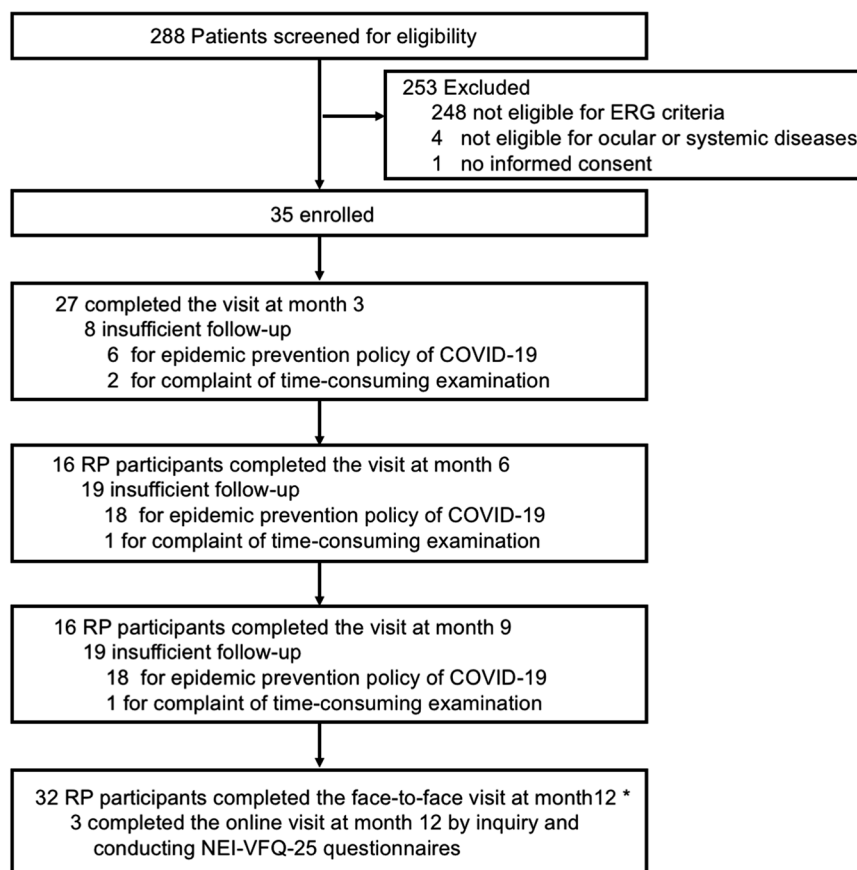 288 Patients screened for eligibility
253 Excluded
248 not eligible for ERG criteria
4 not eligible for ocular or systemic diseases
1 no informed consent
35 enrolled
27 completed the visit at month 3
8 insufficient follow-up
6 for epidemic prevention policy of COVID-19
2 for complaint of time-consuming examination
16 RP participants completed the visit at month 6
19 insufficient follow-up
18 for epidemic prevention policy of COVID-19
1 for complaint of time-consuming examination
16 RP participants completed the visit at month 9
19 insufficient follow-up
18 for epidemic prevention policy of COVID-19
1 for complaint of time-consuming examination
32 RP participants completed the face-to-face visit at month12 *
3 completed the online visit at month 12 by inquiry and
conducting NEI-VFQ-25 questionnaires